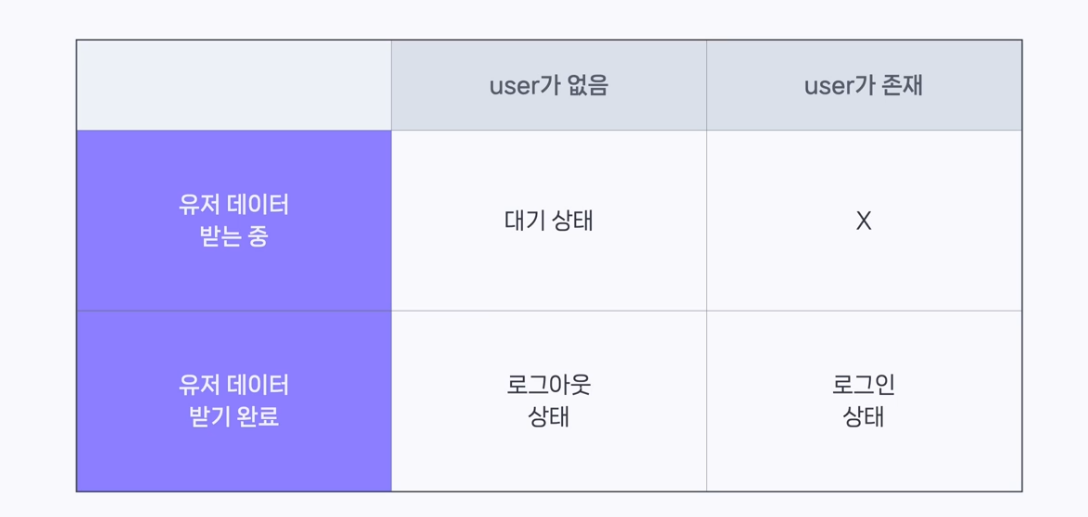 user가 없음
user가 존재
유저 데이터
받는 중
대기 상태
X
유저 데이터
받기 완료
로그아웃
상태
로그인
상태